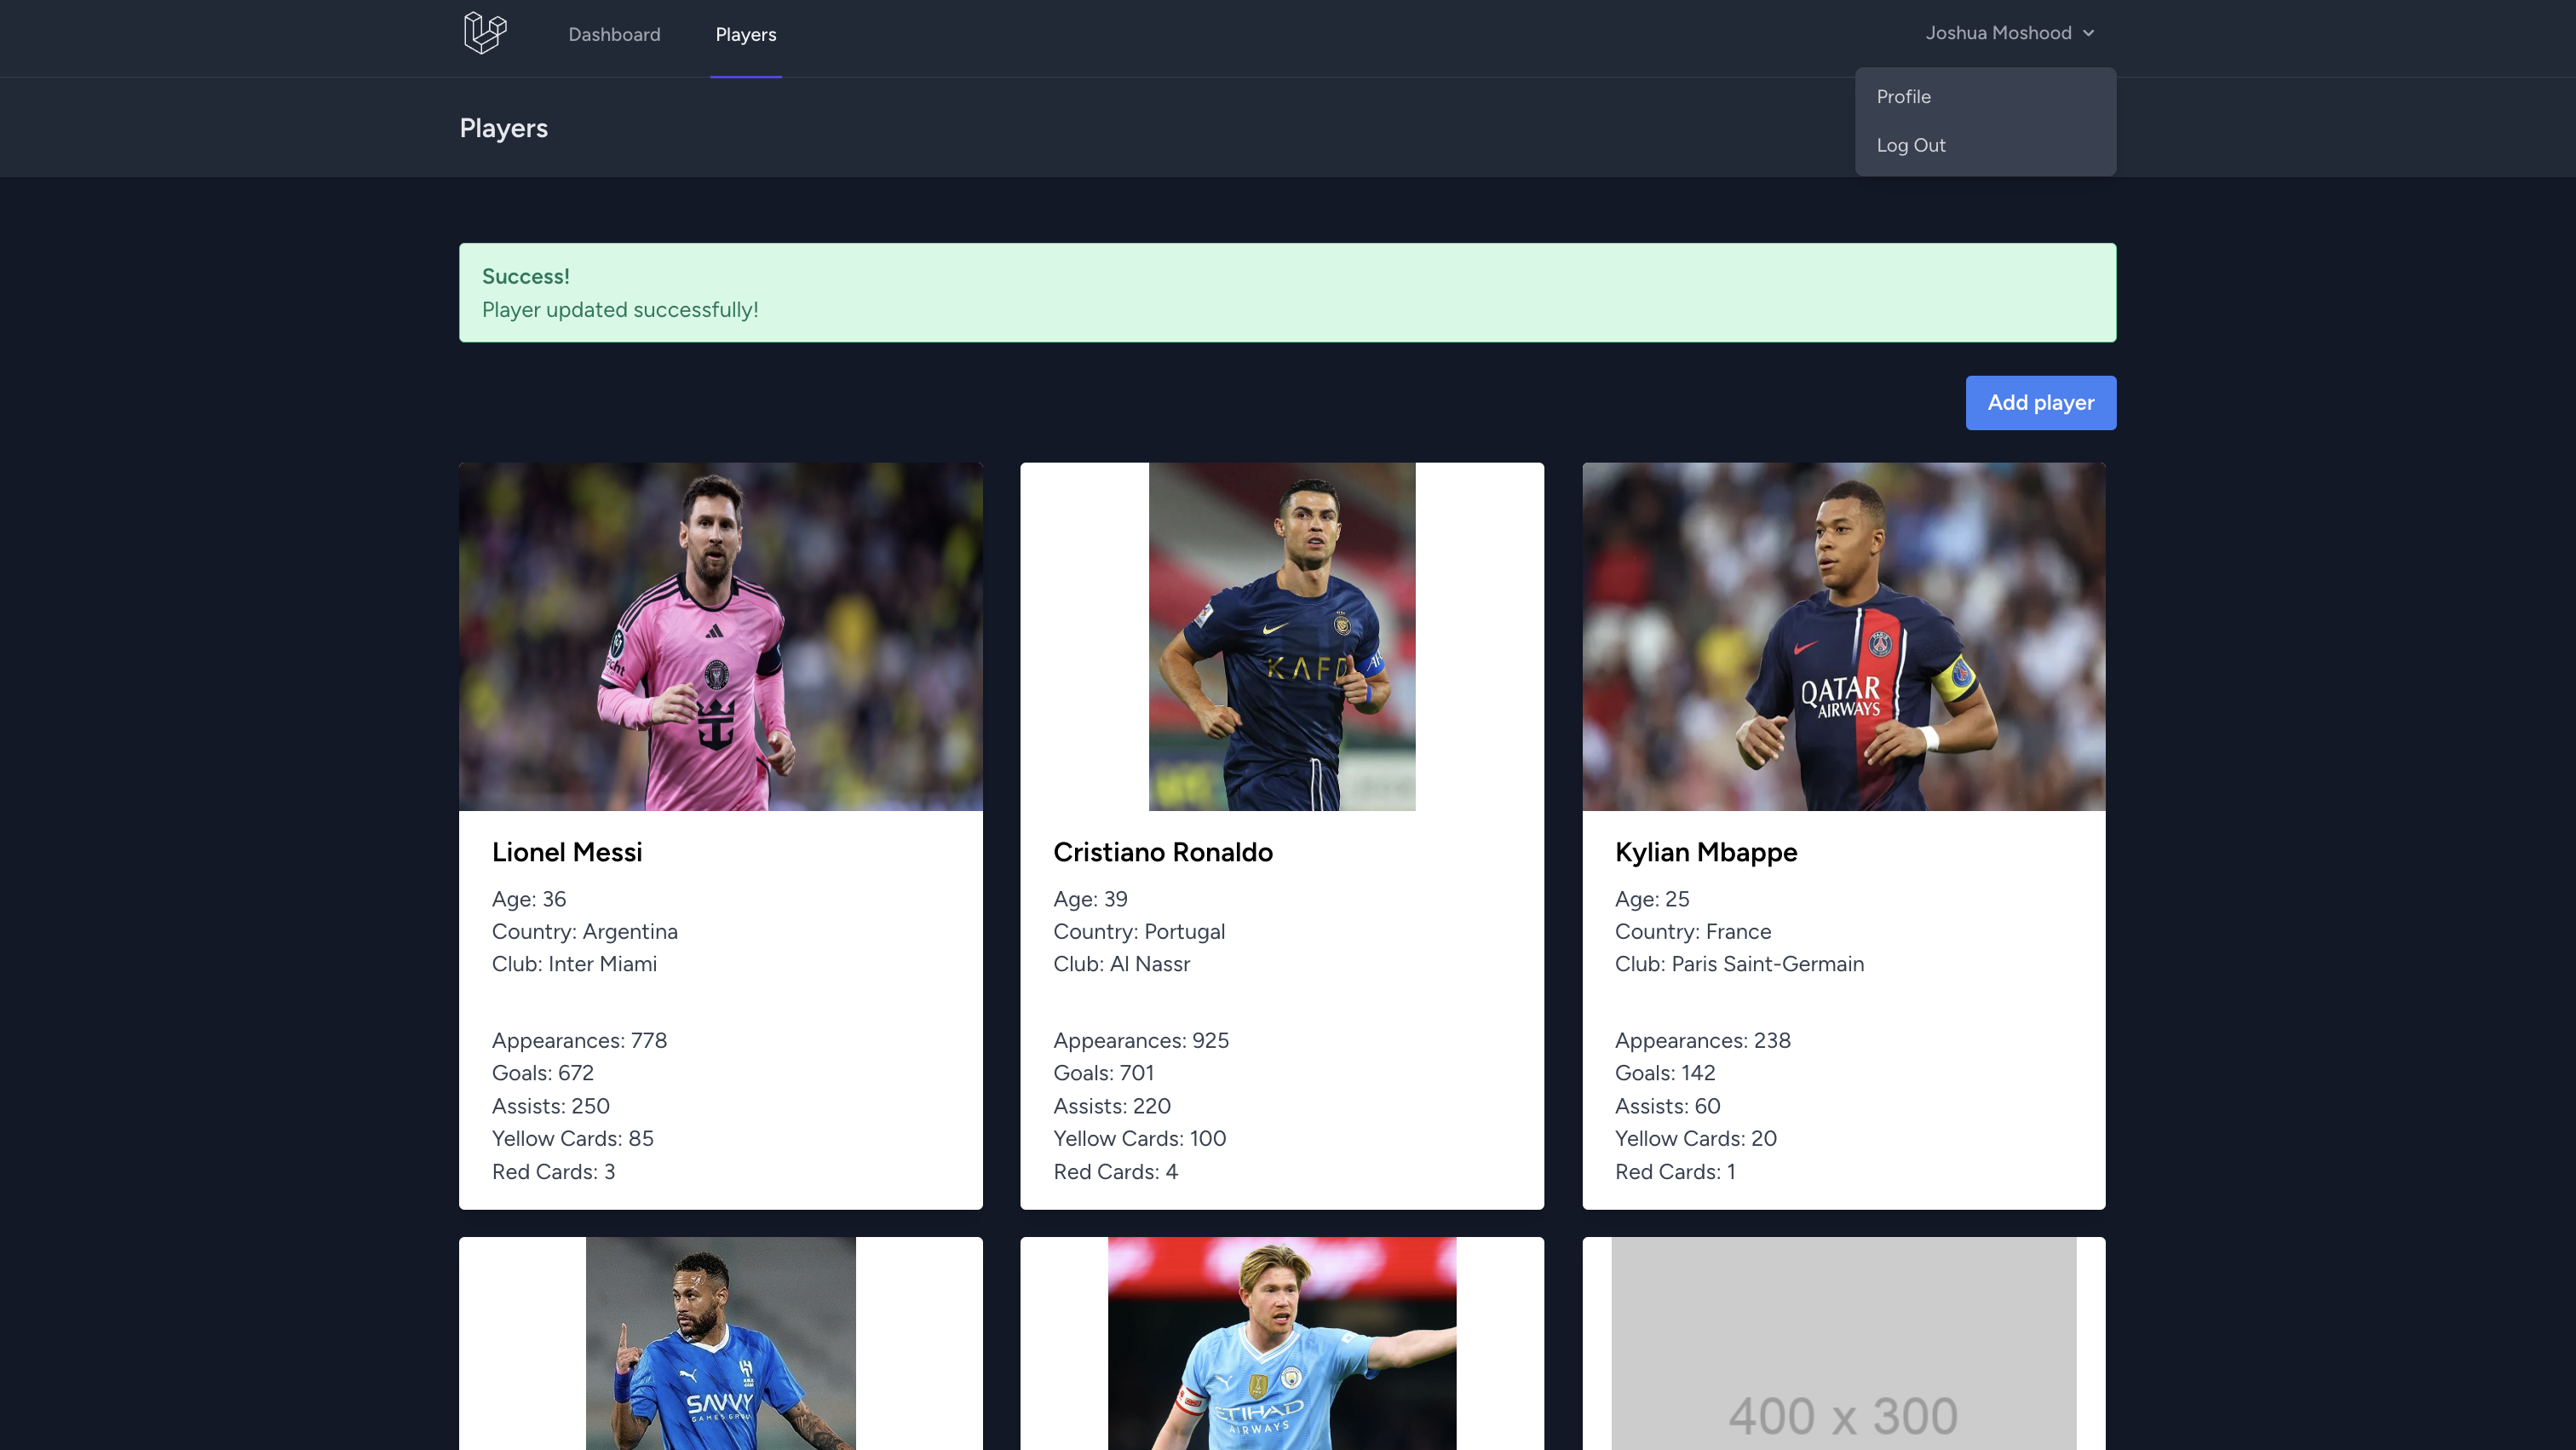 Dashboard
Players
Joshua Moshood
Profile
Log Out
Players
Success!
Player updated successfully!
Add player
KAFD
QATAR
AIRWAYS
Lionel Messi
Age: 36
Country: Argentina
Club: Inter Miami
Appearances: 778
Goals: 672
Assists: 250
Yellow Cards: 85
Red Cards: 3
Cristiano Ronaldo
Age: 39
Country: Portugal
Club: Al Nassr
Appearances: 925
Goals: 701
Assists: 220
Yellow Cards: 100
Red Cards: 4
Kylian Mbappe
Age: 25
Country: France
Club: Paris Saint-Germain
Appearances: 238
Goals: 142
Assists: 60
Yellow Cards: 20
Red Cards: 1
SAVVY
GAMES GROUP
ETIHAD
AIRWAYS
400 x 300